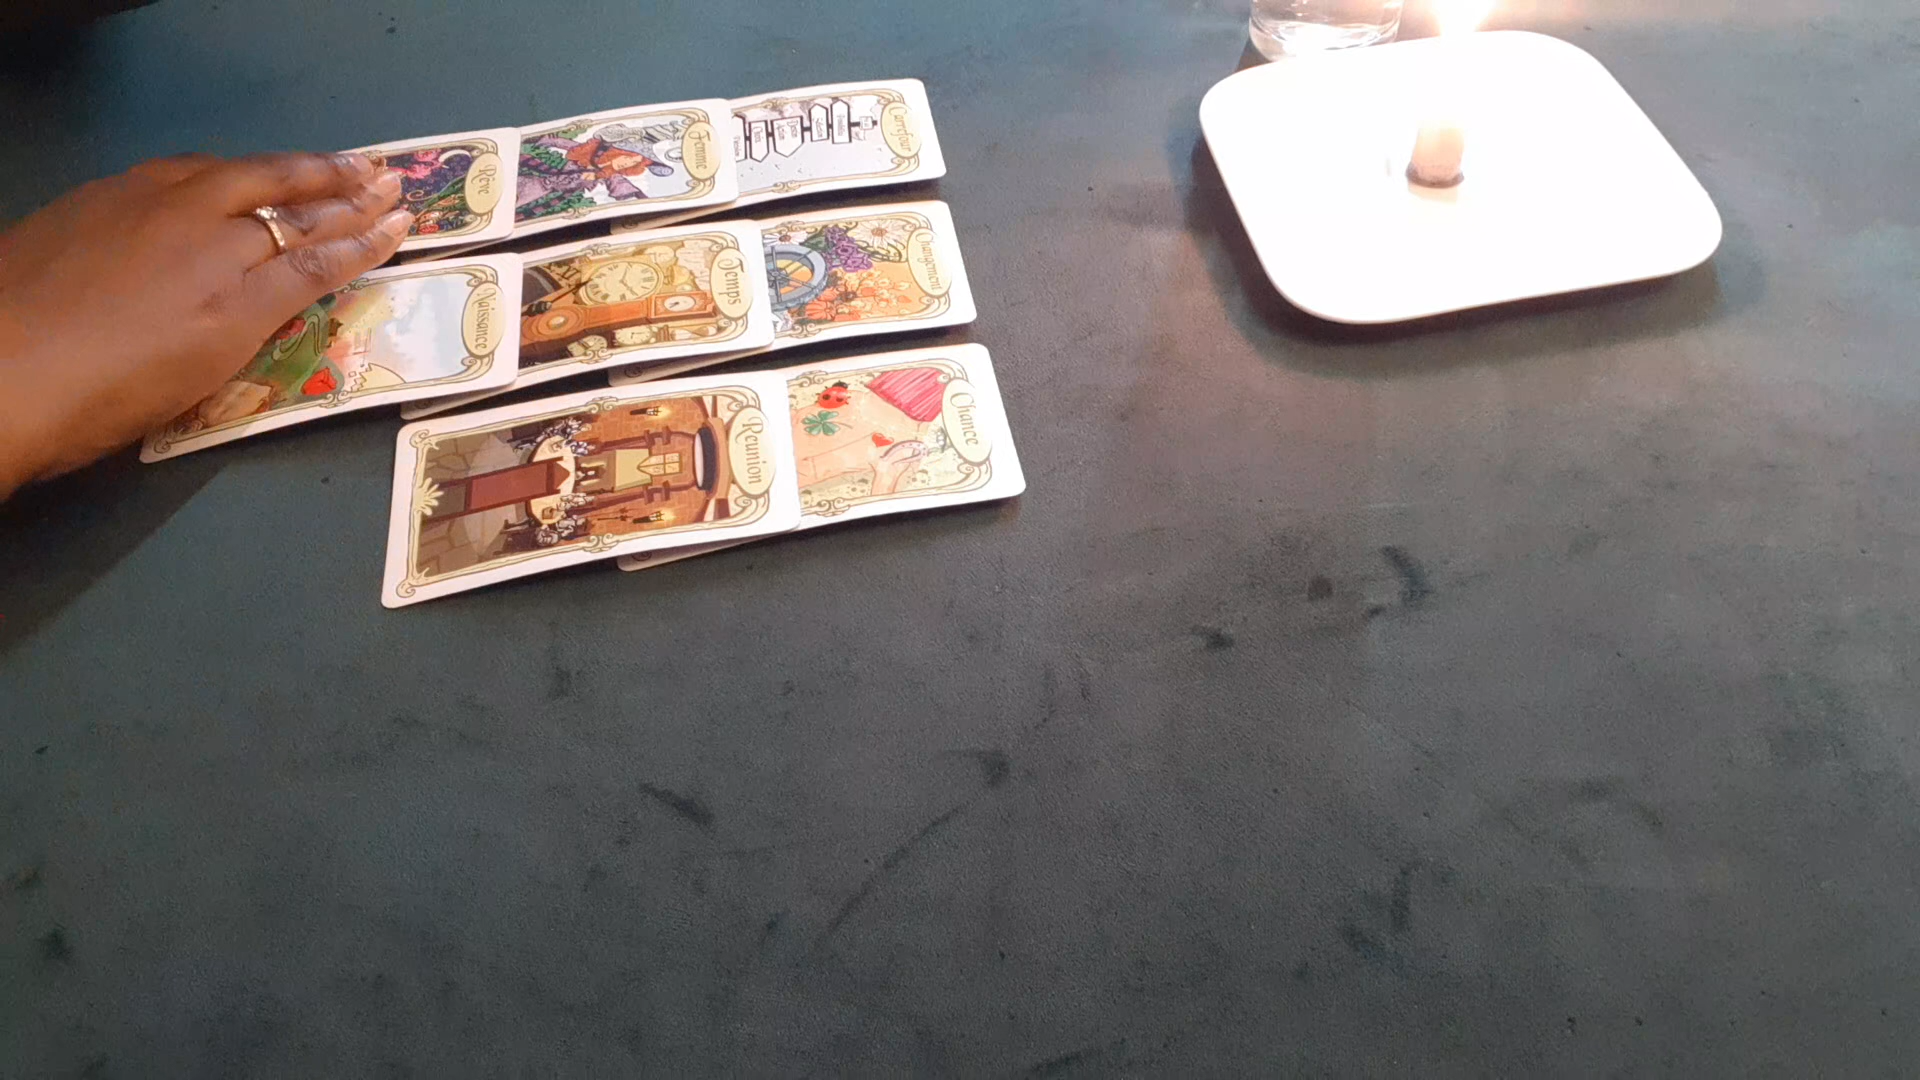 Rêve
Femme
Carrefour
Naissance
Temps
Changement
Réunion
Chance